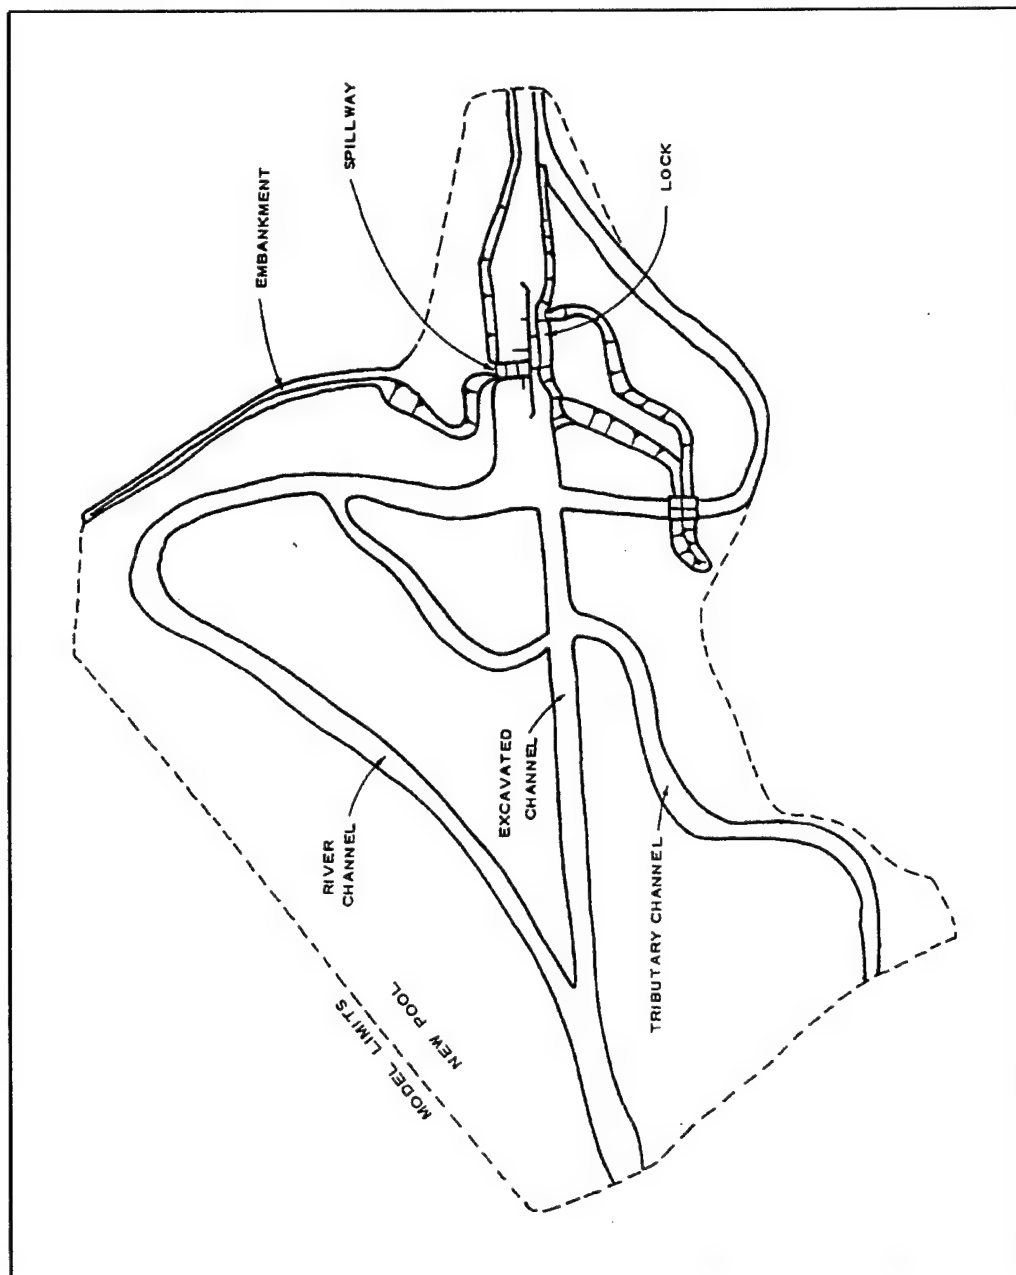 SPILLWAY
EMBANKMENT
LOCK
RIVER
CHANNEL
EXCAVATED
CHANNEL
TRIBUTARY CHANNEL
NEW POOL
MODEL LIMITS